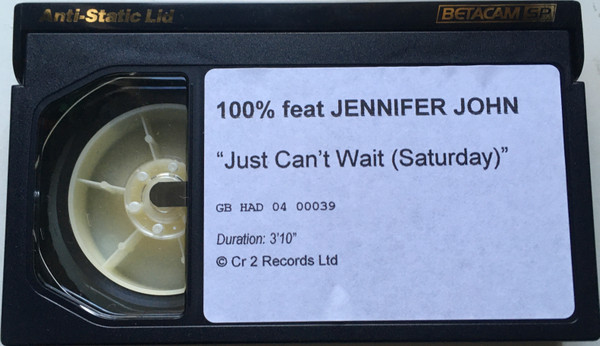 Anti-Static Lid
BETACAM SP
100% feat JENNIFER JOHN
“Just Can’t Wait (Saturday)”
GB HAD 04 00039
Duration: 3’10”
© Cr 2 Records Ltd